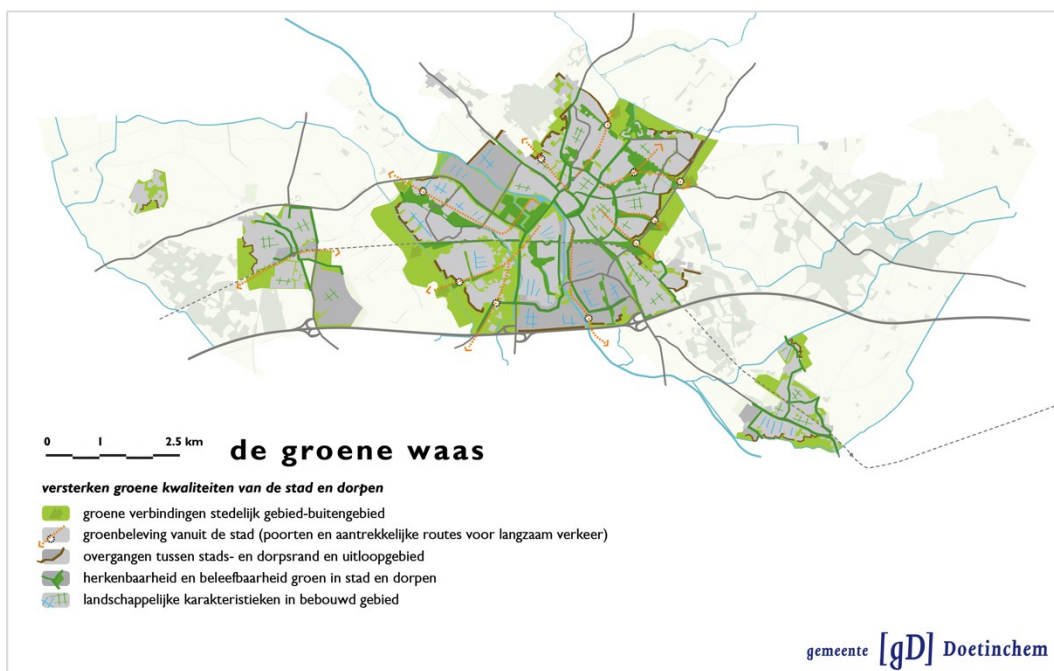 0 1 2.5 km
de groene waas
versterken groene kwaliteiten van de stad en dorpen
groene verbindingen stedelijk gebied-buitengebied
groenbeleving vanuit de stad (poorten en aantrekkelijke routes voor langzaam verkeer)
overgangen tussen stads- en dorpsrand en uitloopgebied
herkenbaarheid en beleefbaarheid groen in stad en dorpen
landschappelijke karakteristieken in bebouwd gebied
gemeente [gD] Doetinchem